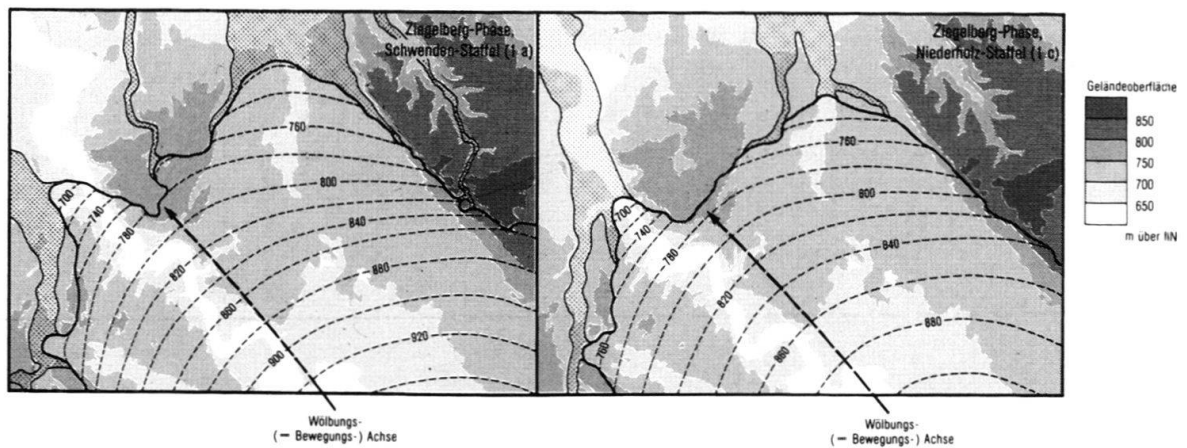 Ziegelberg-Phase,
Schwenden-Staffel (1 a)
760
800
840
880
920
700
740
780
820
860
900
Ziegelberg-Phase,
Niederholz-Staffel (1 c)
760
800
840
880
700
740
780
820
860
760
Geländeoberfläche
850
800
750
700
650
m über NN
Wölbungs-
(— Bewegungs-) Achse
Wölbungs-
(— Bewegungs-) Achse